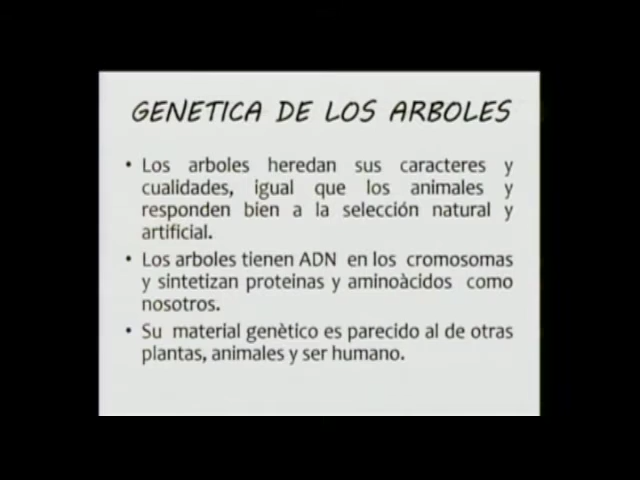 GENETICA DE LOS ARBOLES
• Los arboles heredan sus caracteres y
cualidades, igual que los animales y
responden bien a la selección natural y
artificial.
• Los arboles tienen ADN en los cromosomas
y sintetizan proteinas y aminoàcidos como
nosotros.
• Su material genètico es parecido al de otras
plantas, animales y ser humano.